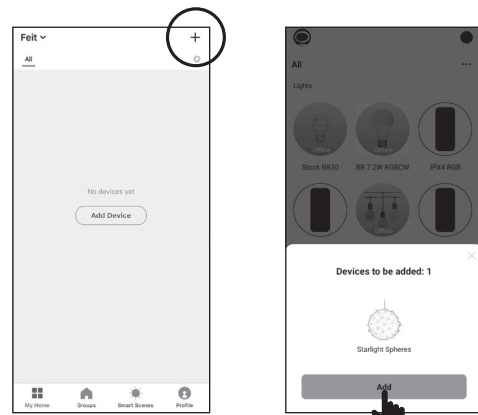 Feit
All
No devices yet
Add Device
My Home Groups Smart Scenes Profile
All
Lights
Offline Offline
Stock BR30 BR 7.2W RGBCW IPX4 RGB
Offline
Devices to be added: 1
Starlight Spheres
Add